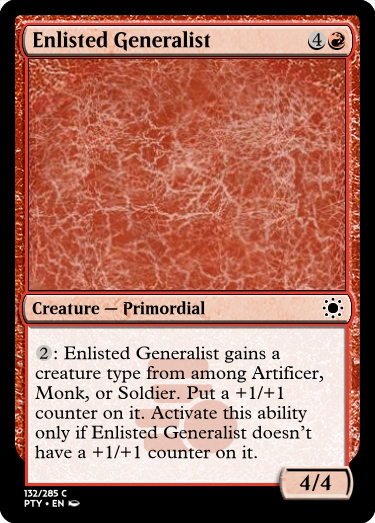 Enlisted Generalist 4
Creature — Primordial
2: Enlisted Generalist gains a
creature type from among Artificer,
Monk, or Soldier. Put a +1/+1
counter on it. Activate this ability
only if Enlisted Generalist doesn't
have a +1/+1 counter on it.
4/4
132/285 C
PTY • EN